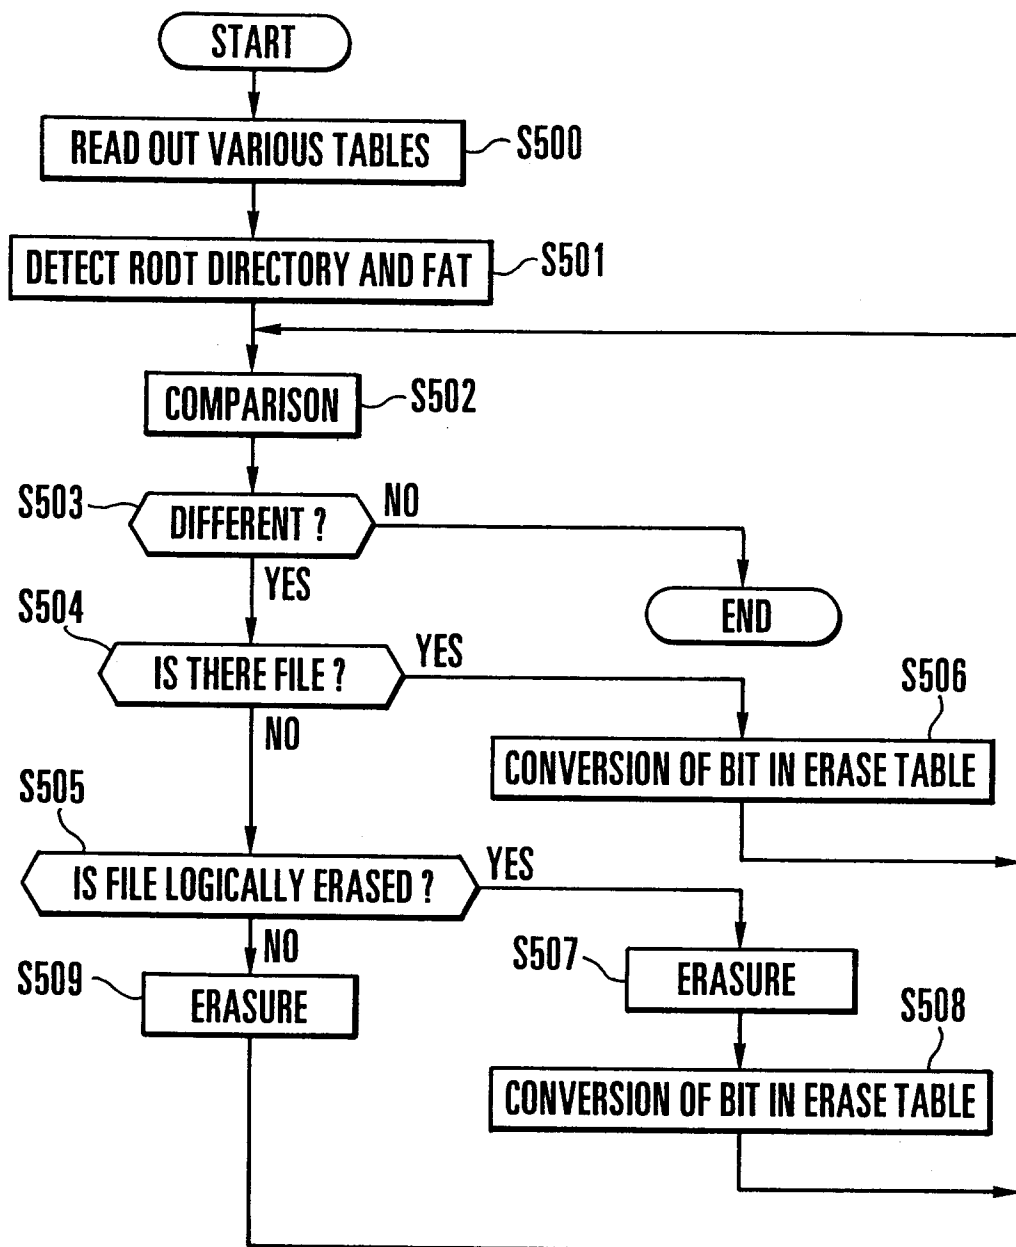 START
READ OUT VARIOUS TABLES
S500
DETECT RODT DIRECTORY AND FAT
S501
COMPARISON
S502
S503
DIFFERENT ?
NO
YES
END
S504
IS THERE FILE ?
YES
NO
S506
CONVERSION OF BIT IN ERASE TABLE
S505
IS FILE LOGICALLY ERASED ?
YES
NO
S507
ERASURE
S509
ERASURE
S508
CONVERSION OF BIT IN ERASE TABLE